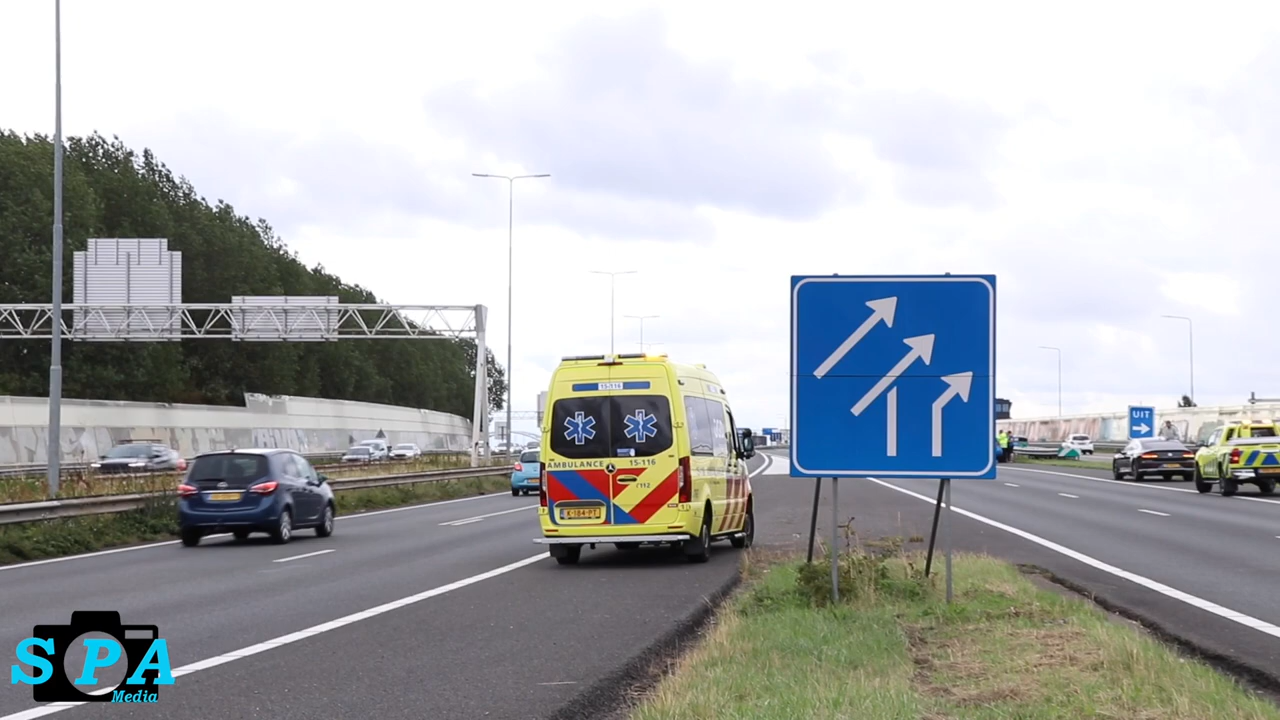 15-116
AMBULANCE 15-116
112
K-184-PT
UIT
SPA
Media